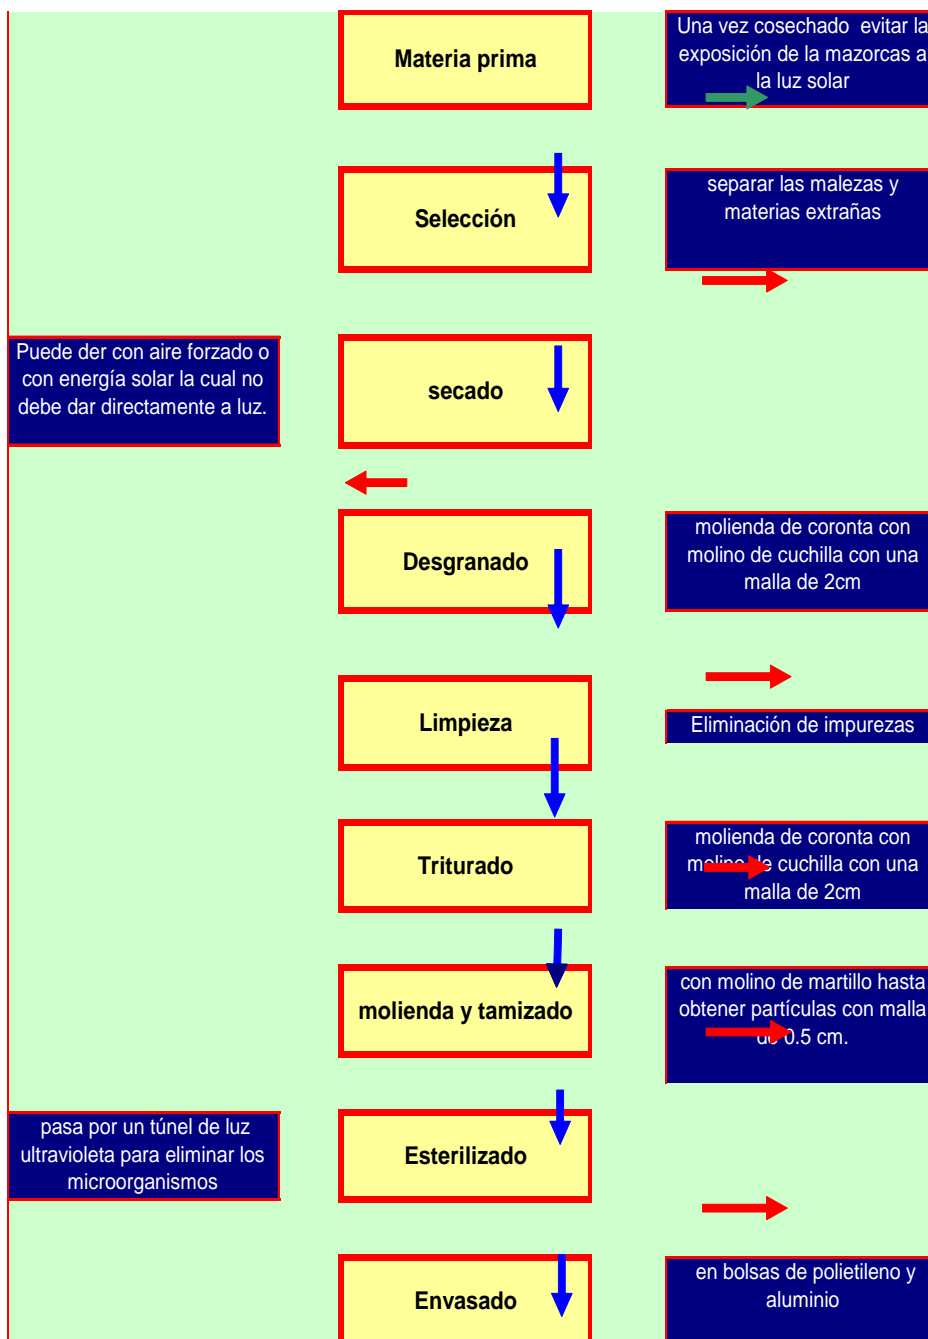 Materia prima
Una vez cosechado evitar la
exposición de la mazorcas a
la luz solar
Selección
separar las malezas y
materias extrañas
Puede der con aire forzado o
con energía solar la cual no
debe dar directamente a luz.
secado
Desgranado
molienda de coronta con
molino de cuchilla con una
malla de 2cm
Limpieza
Eliminación de impurezas
Triturado
molienda de coronta con
molino de cuchilla con una
malla de 2cm
molienda y tamizado
con molino de martillo hasta
obtener partículas con malla
de 0.5 cm.
pasa por un túnel de luz
ultravioleta para eliminar los
microorganismos
Esterilizado
Envasado
en bolsas de polietileno y
aluminio